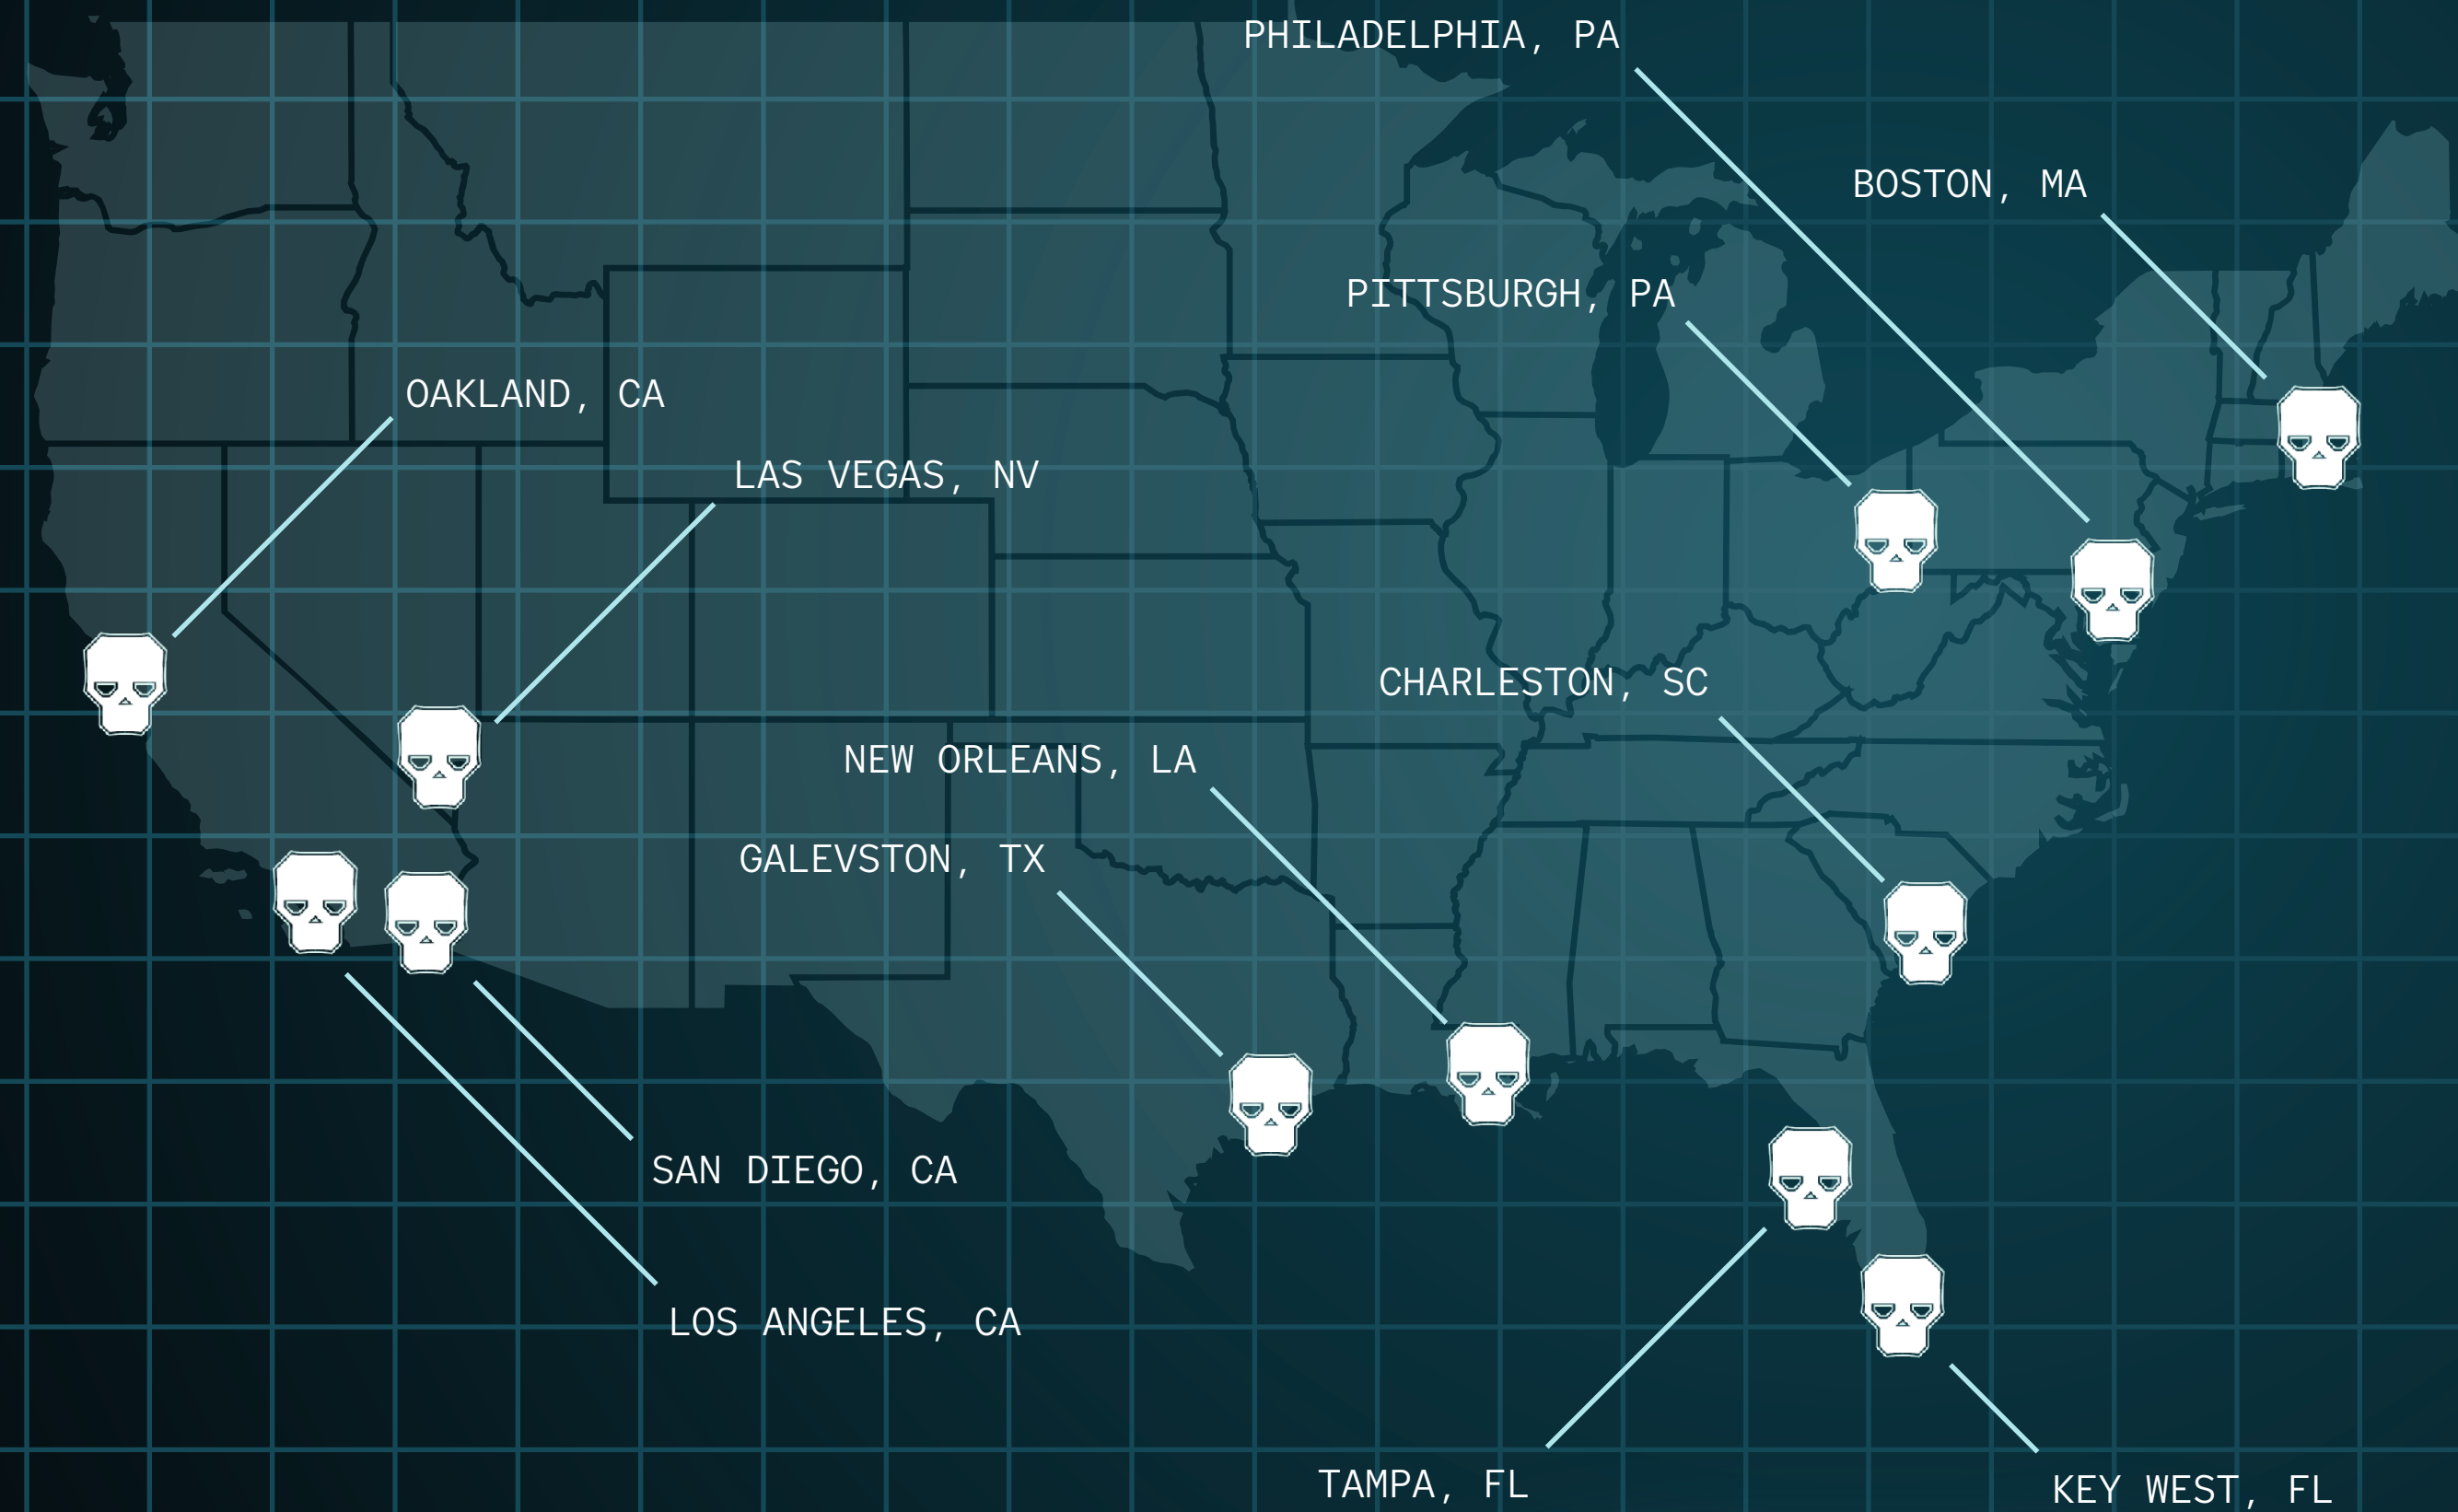 PHILADELPHIA, PA
BOSTON, MA
PITTSBURGH, PA
OAKLAND, CA
LAS VEGAS, NV
CHARLESTON, SC
NEW ORLEANS, LA
GALEVSTON, TX
SAN DIEGO, CA
LOS ANGELES, CA
TAMPA, FL
KEY WEST, FL